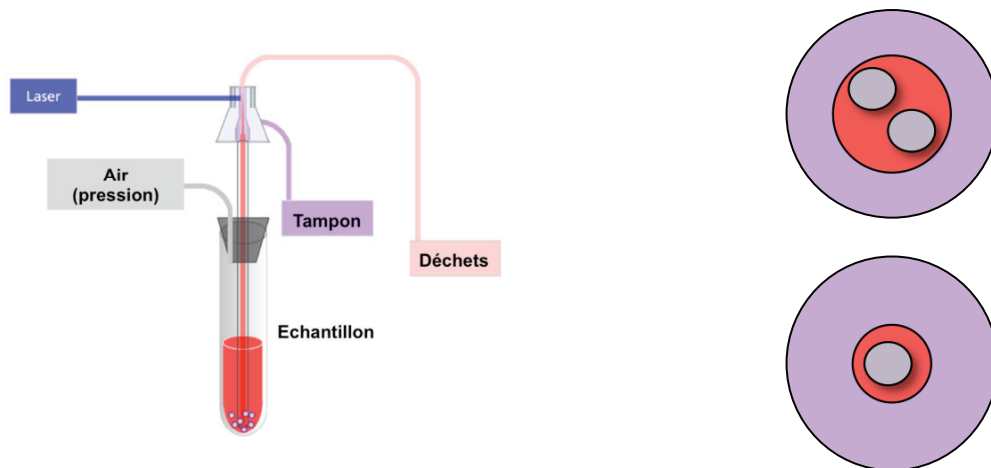 Laser
Air
(pression)
Tampon
Déchets
Echantillon